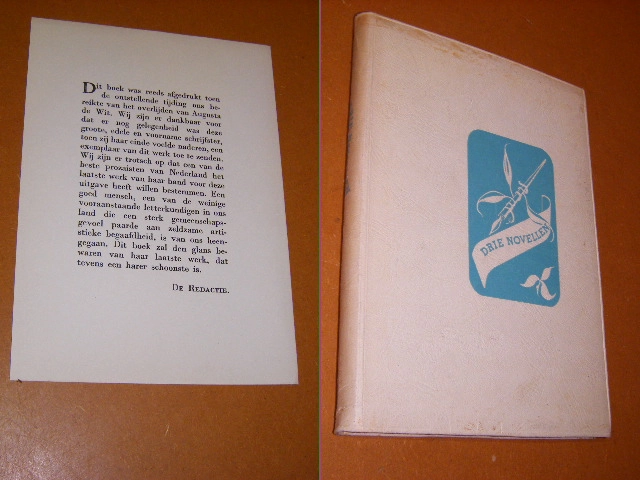 Dit boek was reeds afgedrukt toen
de ontstellende tijding ons be-
reikte van het overlijden van Augusta
de Wit. Wij zijn er dankbaar voor
dat er nog gelegenheid was deze
groote, edele en voorname schrijfster,
toen zij haar einde voelde naderen, een
exemplaar van dit werk toe te zenden.
Wij zijn er trotsch op dat een van de
beste prozaisten van Nederland het
laatste werk van haar hand voor deze
uitgave heeft willen bestemmen. Een
goed mensch, een van de weinige
vooraanstaande letterkundigen in ons
land die een sterk gemeenschaps-
gevoel paarde aan zeldzame arti-
stieke begaafdheid, is van ons heen-
gegaan. Dit boek zal den glans be-
waren van haar laatste werk, dat
tevens een harer schoonste is.
De Redactie.
DRIE NOVELLEN